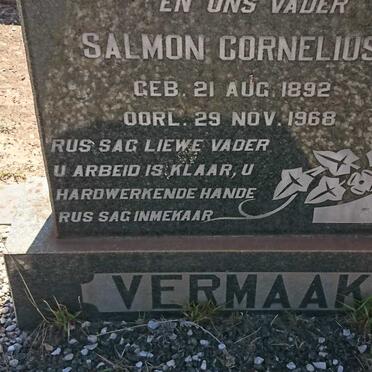 EN ONS VADER
SALMON CORNELIUS
GEB. 21 AUG. 1892
OORL. 29 NOV. 1968
RUS SAG LIEWE VADER
U ARBEID IS KLAAR, U
HARDWERKENDE HANDE
RUS SAG INMEKAAR
VERMAAK